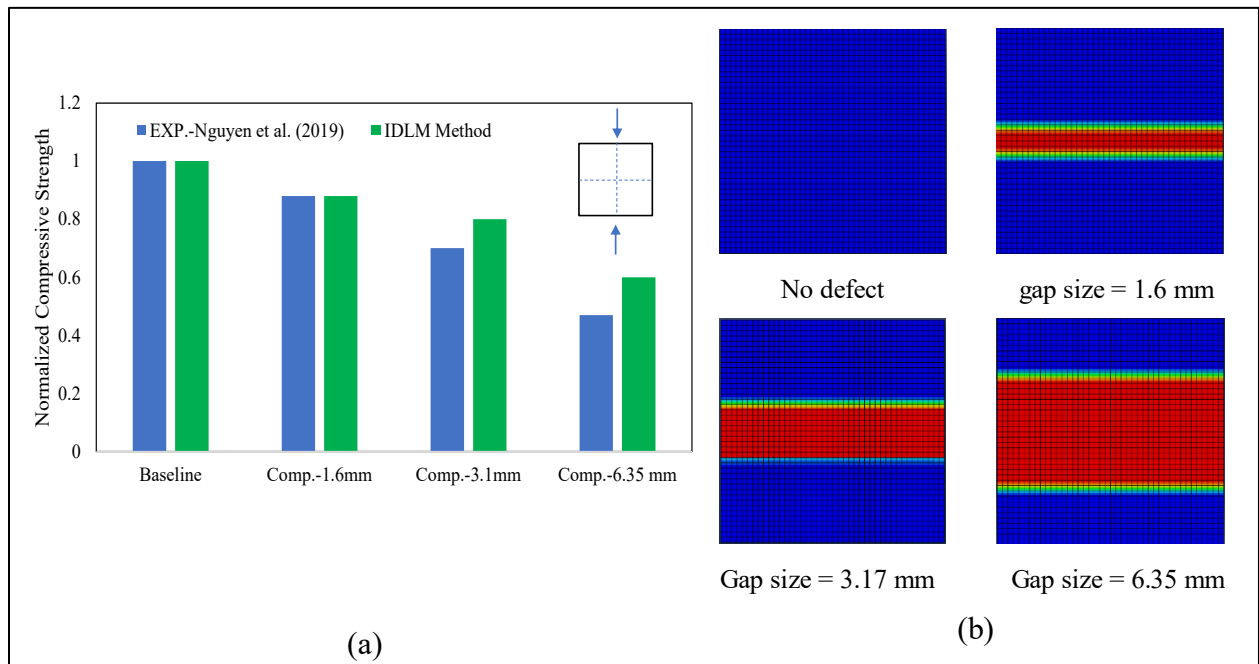 Normalized Compressive Strength
1.2
1
0.8
0.6
0.4
0.2
0
EXP.-Nguyen et al. (2019)
IDLM Method
Baseline
Comp.-1.6mm
Comp.-3.1mm
Comp.-6.35 mm
(a)
No defect
gap size = 1.6 mm
Gap size = 3.17 mm
Gap size = 6.35 mm
(b)